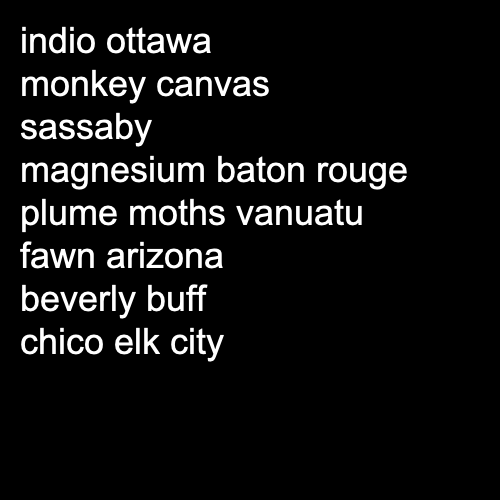 indio ottawa
monkey canvas
sassaby
magnesium baton rouge
plume moths vanuatu
fawn arizona
beverly buff
chico elk city